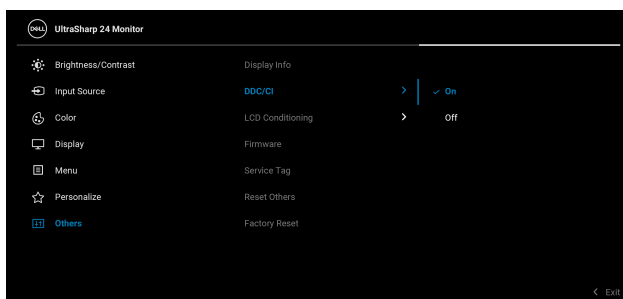 DELL UltraSharp 24 Monitor
Brightness/Contrast Display Info
Input Source DDC/CI On
Color LCD Conditioning Off
Display Firmware
Menu Service Tag
Personalize Reset Others
Others Factory Reset
Exit